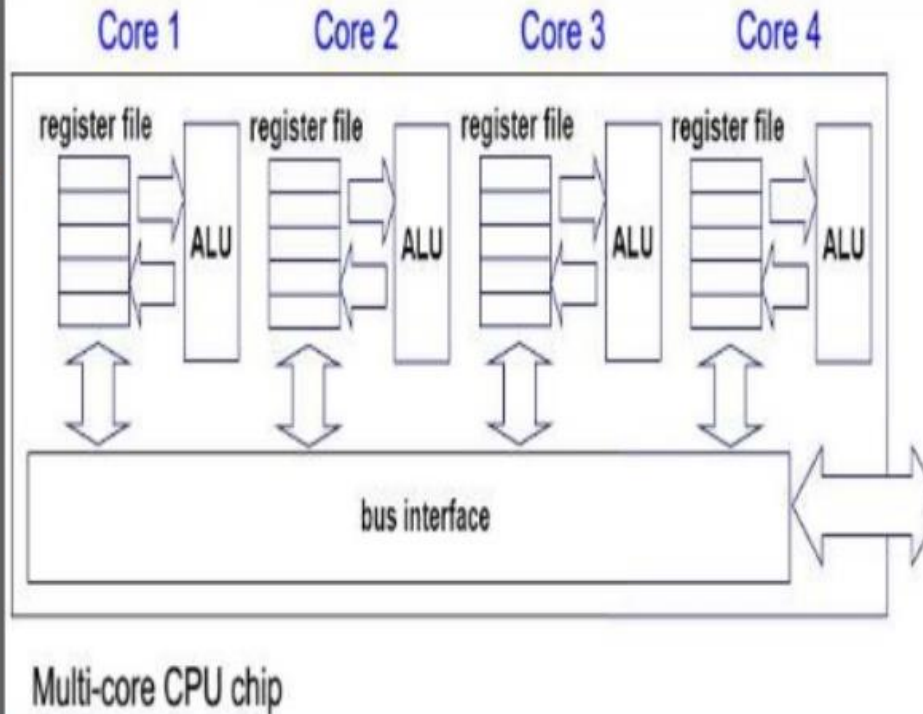 Core 1 Core 2 Core 3 Core 4
register file register file register file register file
ALU ALU ALU ALU
bus interface
Multi-core CPU chip